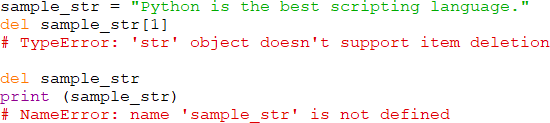 sample_str = "Python is the best scripting language."
del sample_str[1]
# TypeError: 'str' object doesn't support item deletion
del sample_str
print (sample_str)
# NameError: name 'sample_str' is not defined